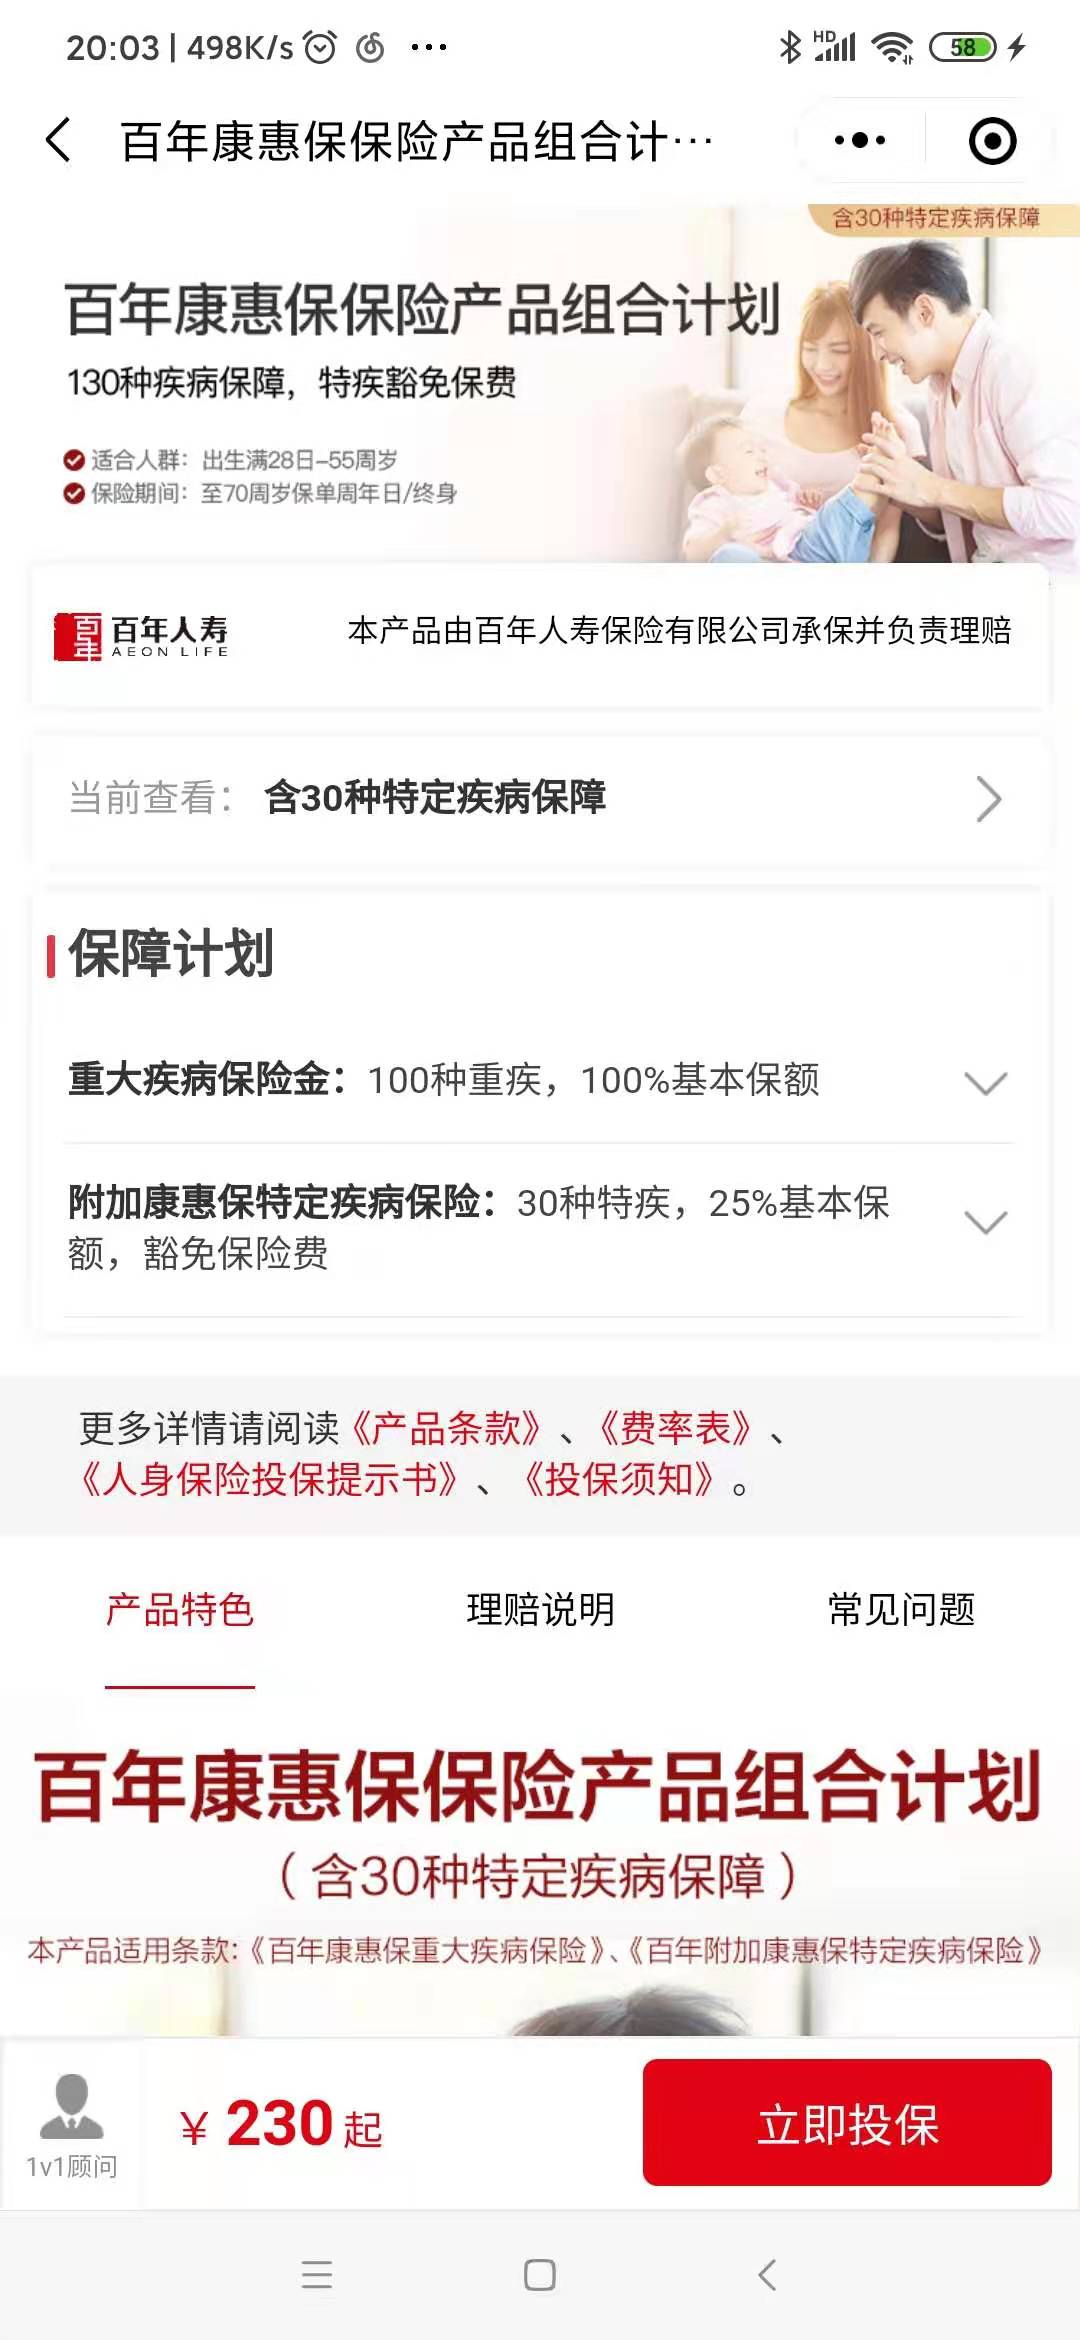 20:03 | 498K/s ...
HD 58
百年康惠保保险产品组合计…
含30种特定疾病保障
百年康惠保保险产品组合计划
130种疾病保障，特疾豁免保费
适合人群：出生满28日-55周岁
保险期间：至70周岁保单周年日/终身
百年 百年人寿
AEON LIFE
本产品由百年人寿保险有限公司承保并负责理赔
当前查看： 含30种特定疾病保障
保障计划
重大疾病保险金：100种重疾，100%基本保额
附加康惠保特定疾病保险：30种特疾，25%基本保
额，豁免保险费
更多详情请阅读《产品条款》、《费率表》、
《人身保险投保提示书》、《投保须知》。
产品特色 理赔说明 常见问题
百年康惠保保险产品组合计划
（含30种特定疾病保障）
本产品适用条款:《百年康惠保重大疾病保险》、《百年附加康惠保特定疾病保险》
1v1顾问
￥230起
立即投保